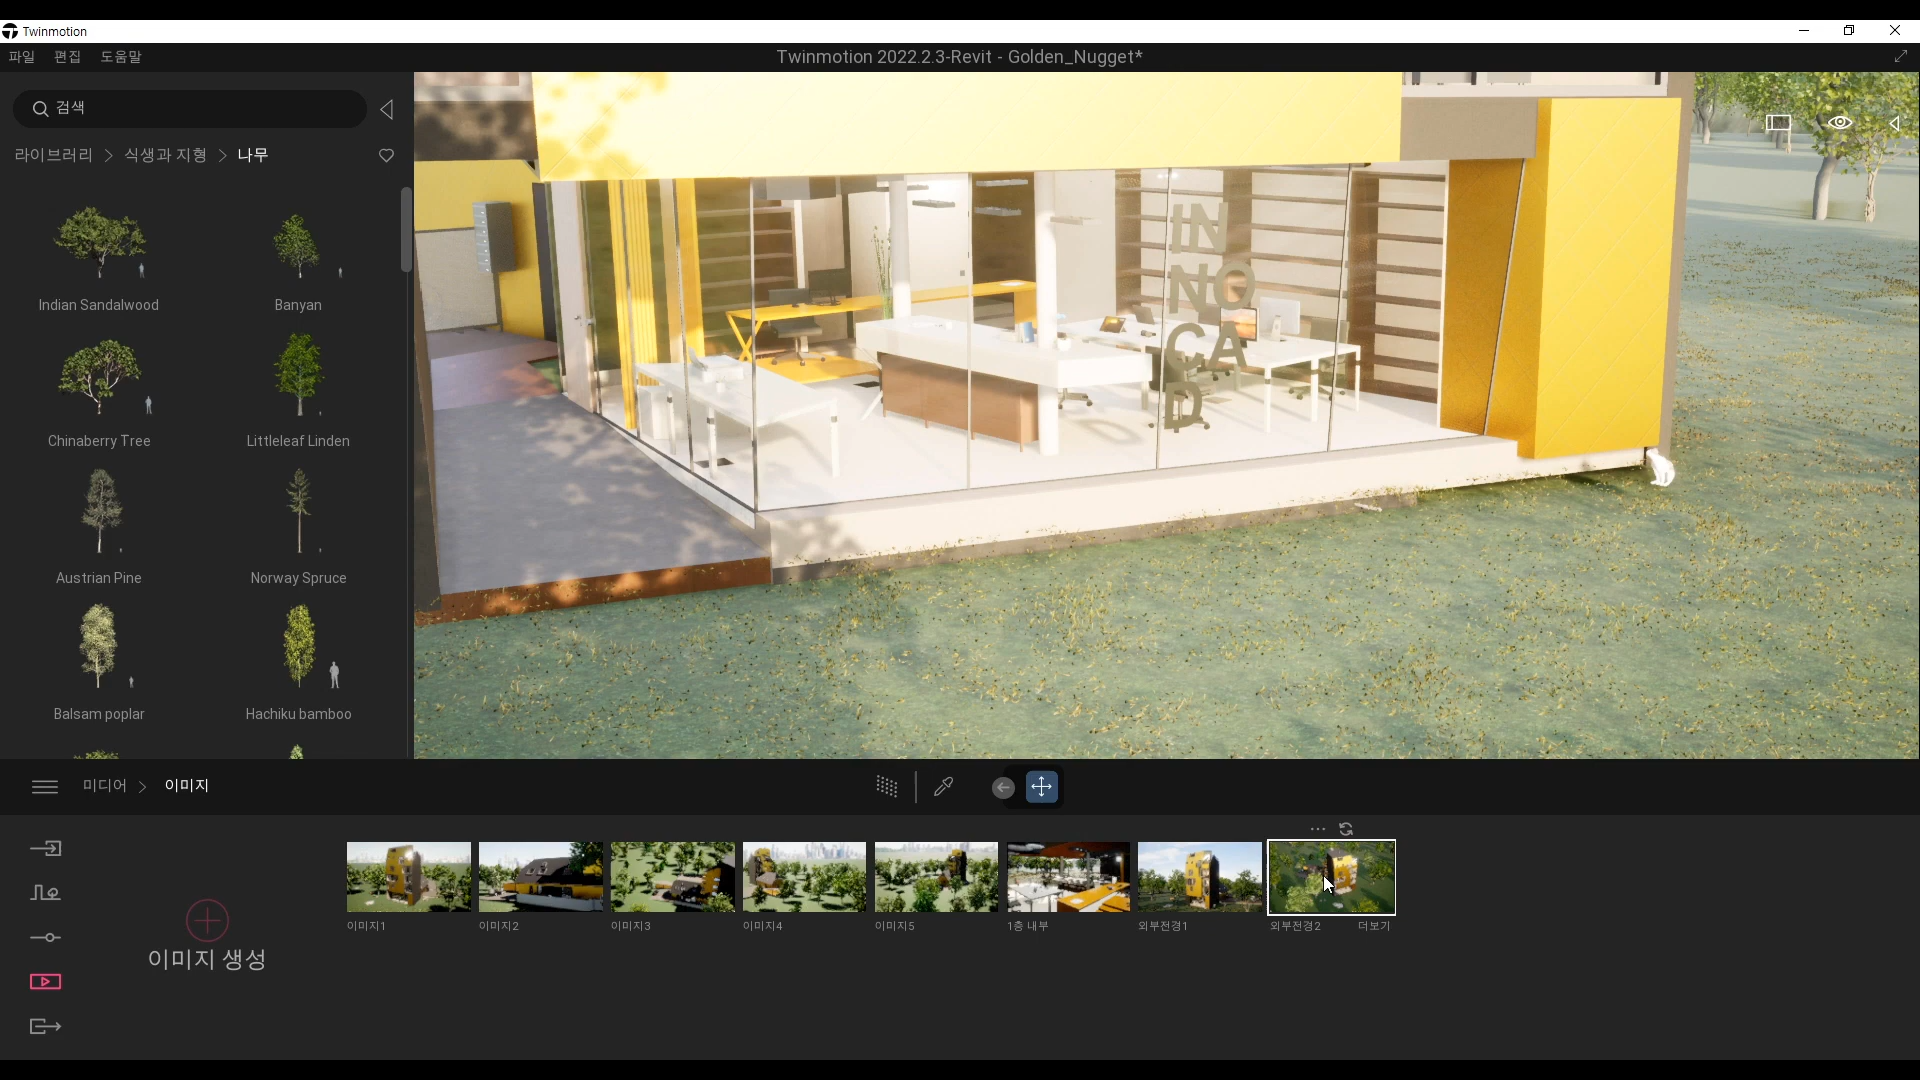 Twinmotion
파일 편집 도움말
Twinmotion 2022.2.3-Revit - Golden_Nugget*
검색
라이브러리 > 식생과 지형 > 나무
Indian Sandalwood
Banyan
Chinaberry Tree
Littleleaf Linden
Austrian Pine
Norway Spruce
Balsam poplar
Hachiku bamboo
IN
NO
CA
D
미디어 > 이미지
이미지 생성
이미지1
이미지2
이미지3
이미지4
이미지5
1층 내부
외부전경1
외부전경2
더보기